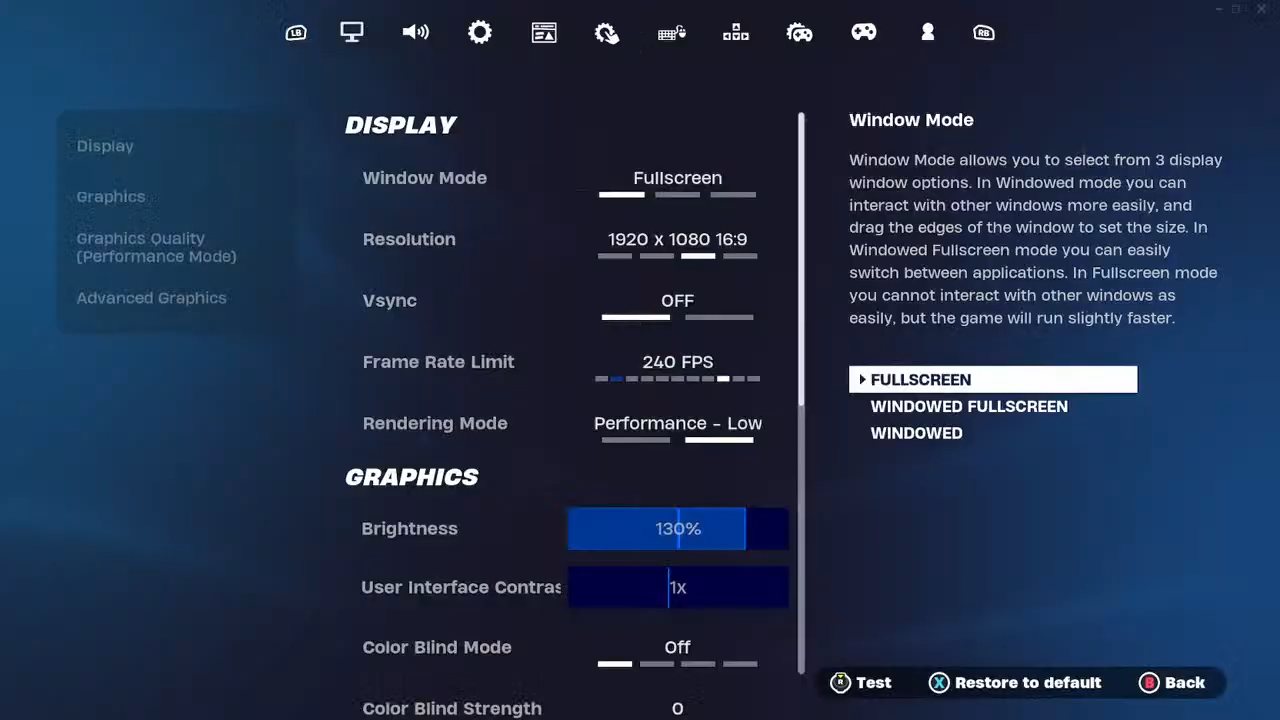 LB
RB
Display
Graphics
Graphics Quality
(Performance Mode)
Advanced Graphics
DISPLAY
Window Mode
Fullscreen
Resolution
1920 x 1080 16:9
Vsync
OFF
Frame Rate Limit
240 FPS
Rendering Mode
Performance - Low
GRAPHICS
Brightness
130%
User Interface Contras
1x
Color Blind Mode
Off
Color Blind Strength
0
Window Mode
Window Mode allows you to select from 3 display
window options. In Windowed mode you can
interact with other windows more easily, and
drag the edges of the window to set the size. In
Windowed Fullscreen mode you can easily
switch between applications. In Fullscreen mode
you cannot interact with other windows as
easily, but the game will run slightly faster.
FULLSCREEN
WINDOWED FULLSCREEN
WINDOWED
R Test
X Restore to default
B Back